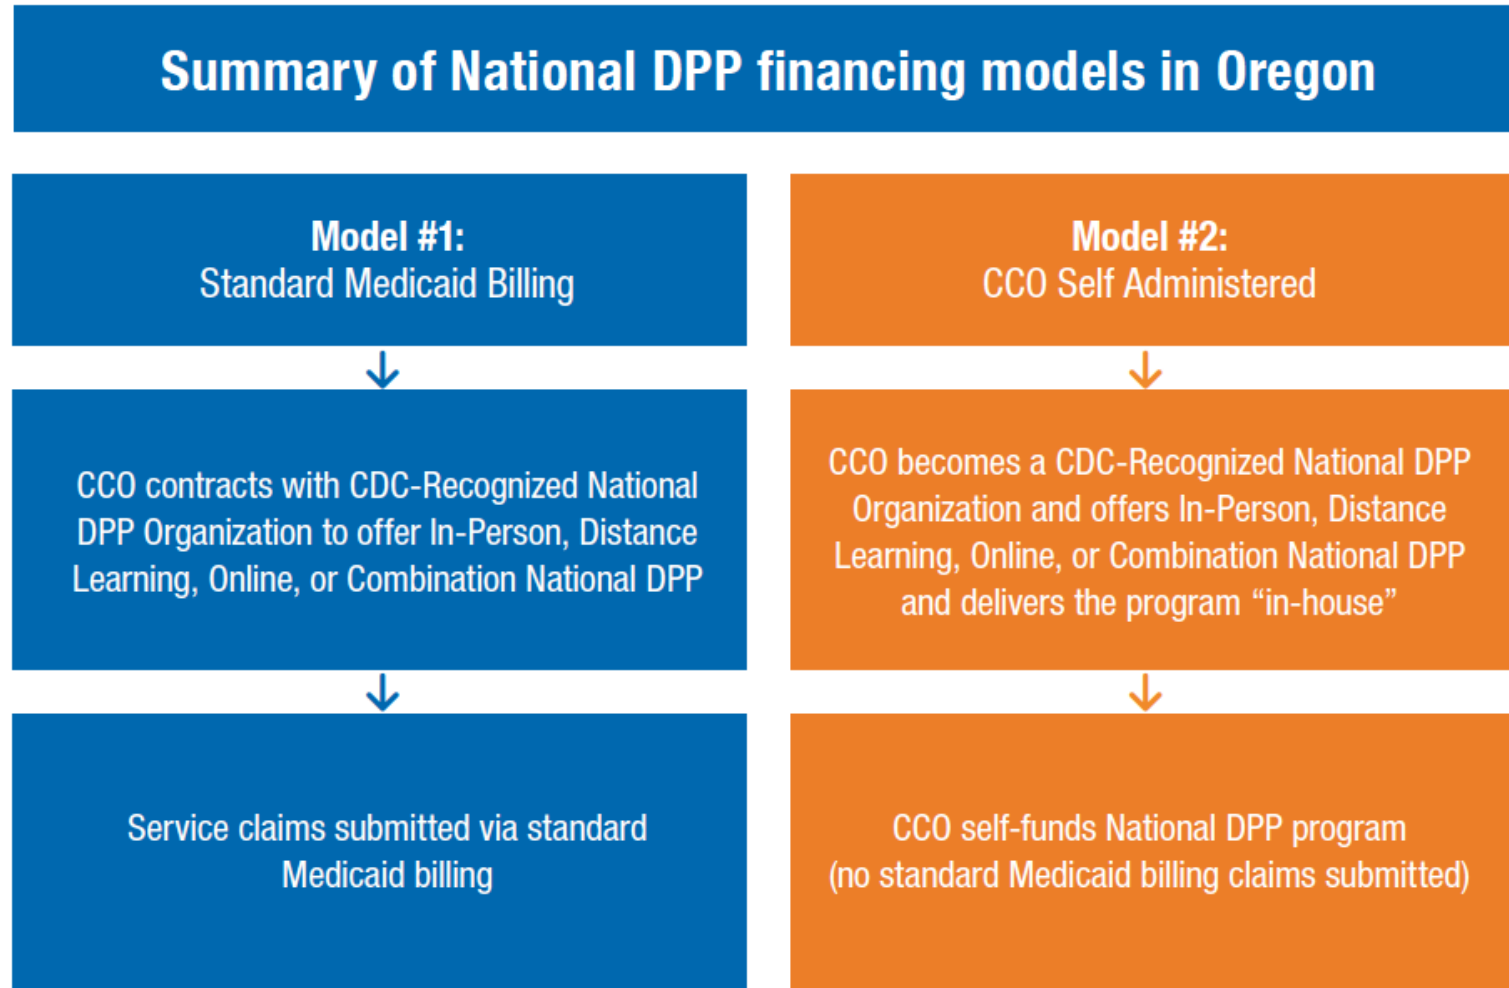 Summary of National DPP financing models in Oregon
Model #1:
Standard Medicaid Billing
CCO contracts with CDC-Recognized National
DPP Organization to offer In-Person, Distance
Learning, Online, or Combination National DPP
Service claims submitted via standard
Medicaid billing
Model #2:
CCO Self Administered
CCO becomes a CDC-Recognized National DPP
Organization and offers In-Person, Distance
Learning, Online, or Combination National DPP
and delivers the program “in-house”
CCO self-funds National DPP program
(no standard Medicaid billing claims submitted)